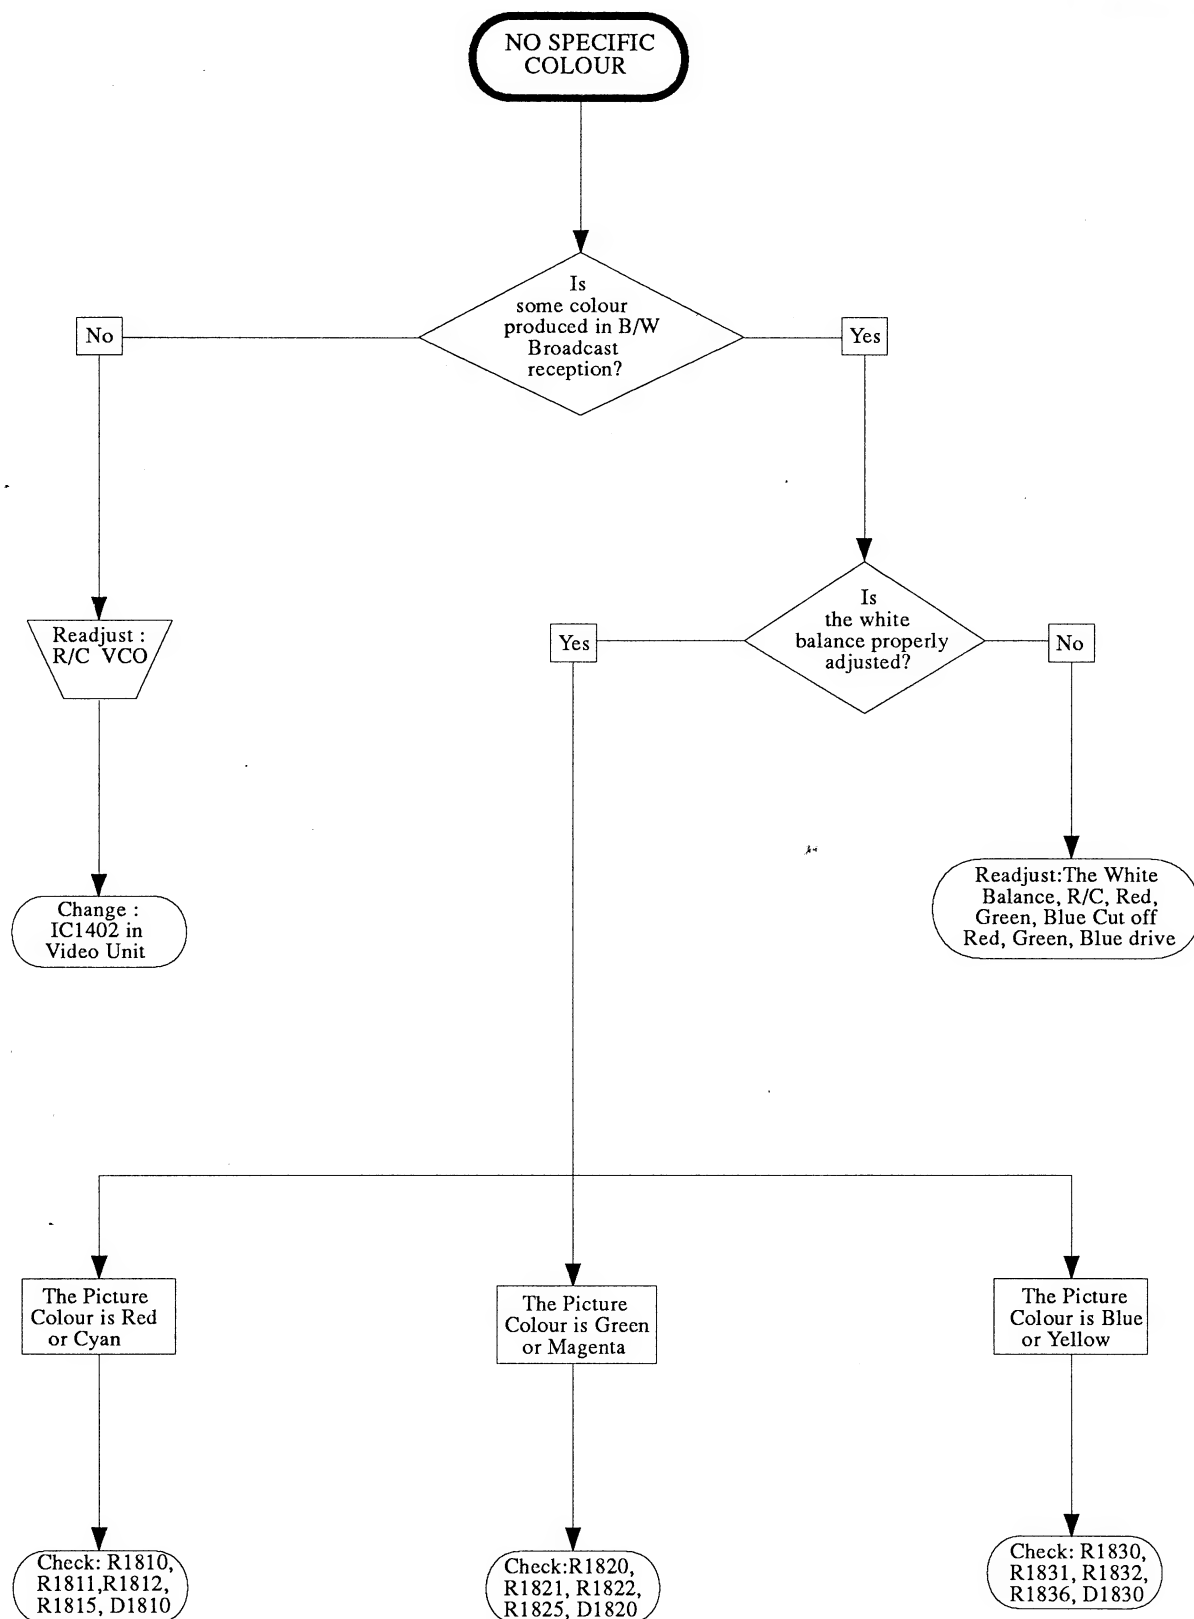 NO SPECIFIC
COLOUR
Is
some colour
produced in B/W
Broadcast
reception?
No
Yes
Readjust :
R/C VCO
Is
the white
balance properly
adjusted?
Yes
No
Change :
IC1402 in
Video Unit
Readjust:The White
Balance, R/C, Red,
Green, Blue Cut off
Red, Green, Blue drive
The Picture
Colour is Red
or Cyan
The Picture
Colour is Green
or Magenta
The Picture
Colour is Blue
or Yellow
Check: R1810,
R1811,R1812,
R1815, D1810
Check:R1820,
R1821, R1822,
R1825, D1820
Check: R1830,
R1831, R1832,
R1836, D1830